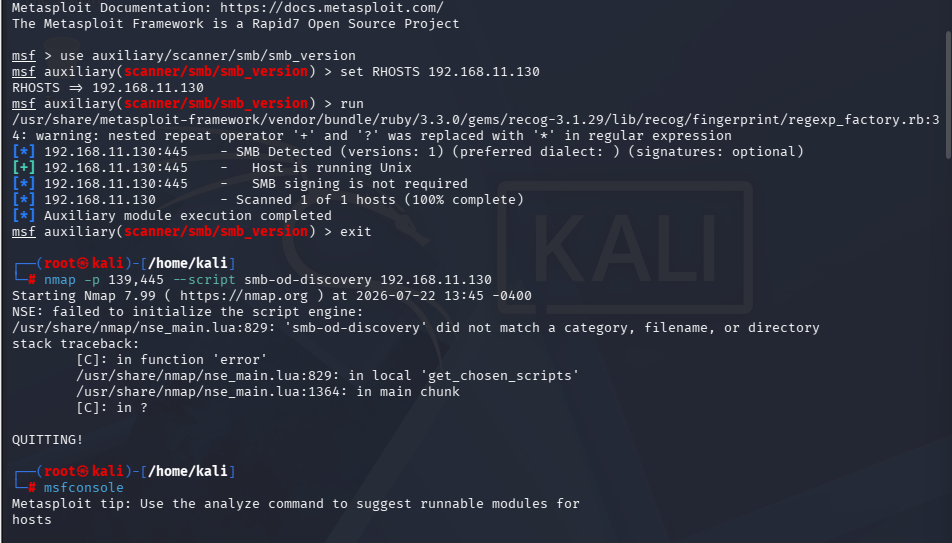 Metasploit Documentation: https://docs.metasploit.com/
The Metasploit Framework is a Rapid7 Open Source Project
msf > use auxiliary/scanner/smb/smb_version
msf auxiliary(scanner/smb/smb_version) > set RHOSTS 192.168.11.130
RHOSTS => 192.168.11.130
msf auxiliary(scanner/smb/smb_version) > run
/usr/share/metasploit-framework/vendor/bundle/ruby/3.3.0/gems/recog-3.1.29/lib/recog/fingerprint/regexp_factory.rb:3
4: warning: nested repeat operator '+' and '?' was replaced with '*' in regular expression
[*] 192.168.11.130:445    - SMB Detected (versions: 1) (preferred dialect: ) (signatures: optional)
[+] 192.168.11.130:445    -   Host is running Unix
[*] 192.168.11.130:445    -   SMB signing is not required
[*] 192.168.11.130        - Scanned 1 of 1 hosts (100% complete)
[*] Auxiliary module execution completed
msf auxiliary(scanner/smb/smb_version) > exit
KALI
┌──(root㉿kali)-[/home/kali]
└─# nmap -p 139,445 --script smb-od-discovery 192.168.11.130
Starting Nmap 7.99 ( https://nmap.org ) at 2026-07-22 13:45 -0400
NSE: failed to initialize the script engine:
/usr/share/nmap/nse_main.lua:829: 'smb-od-discovery' did not match a category, filename, or directory
stack traceback:
        [C]: in function 'error'
        /usr/share/nmap/nse_main.lua:829: in local 'get_chosen_scripts'
        /usr/share/nmap/nse_main.lua:1364: in main chunk
        [C]: in ?
QUITTING!
┌──(root㉿kali)-[/home/kali]
└─# msfconsole
Metasploit tip: Use the analyze command to suggest runnable modules for
hosts